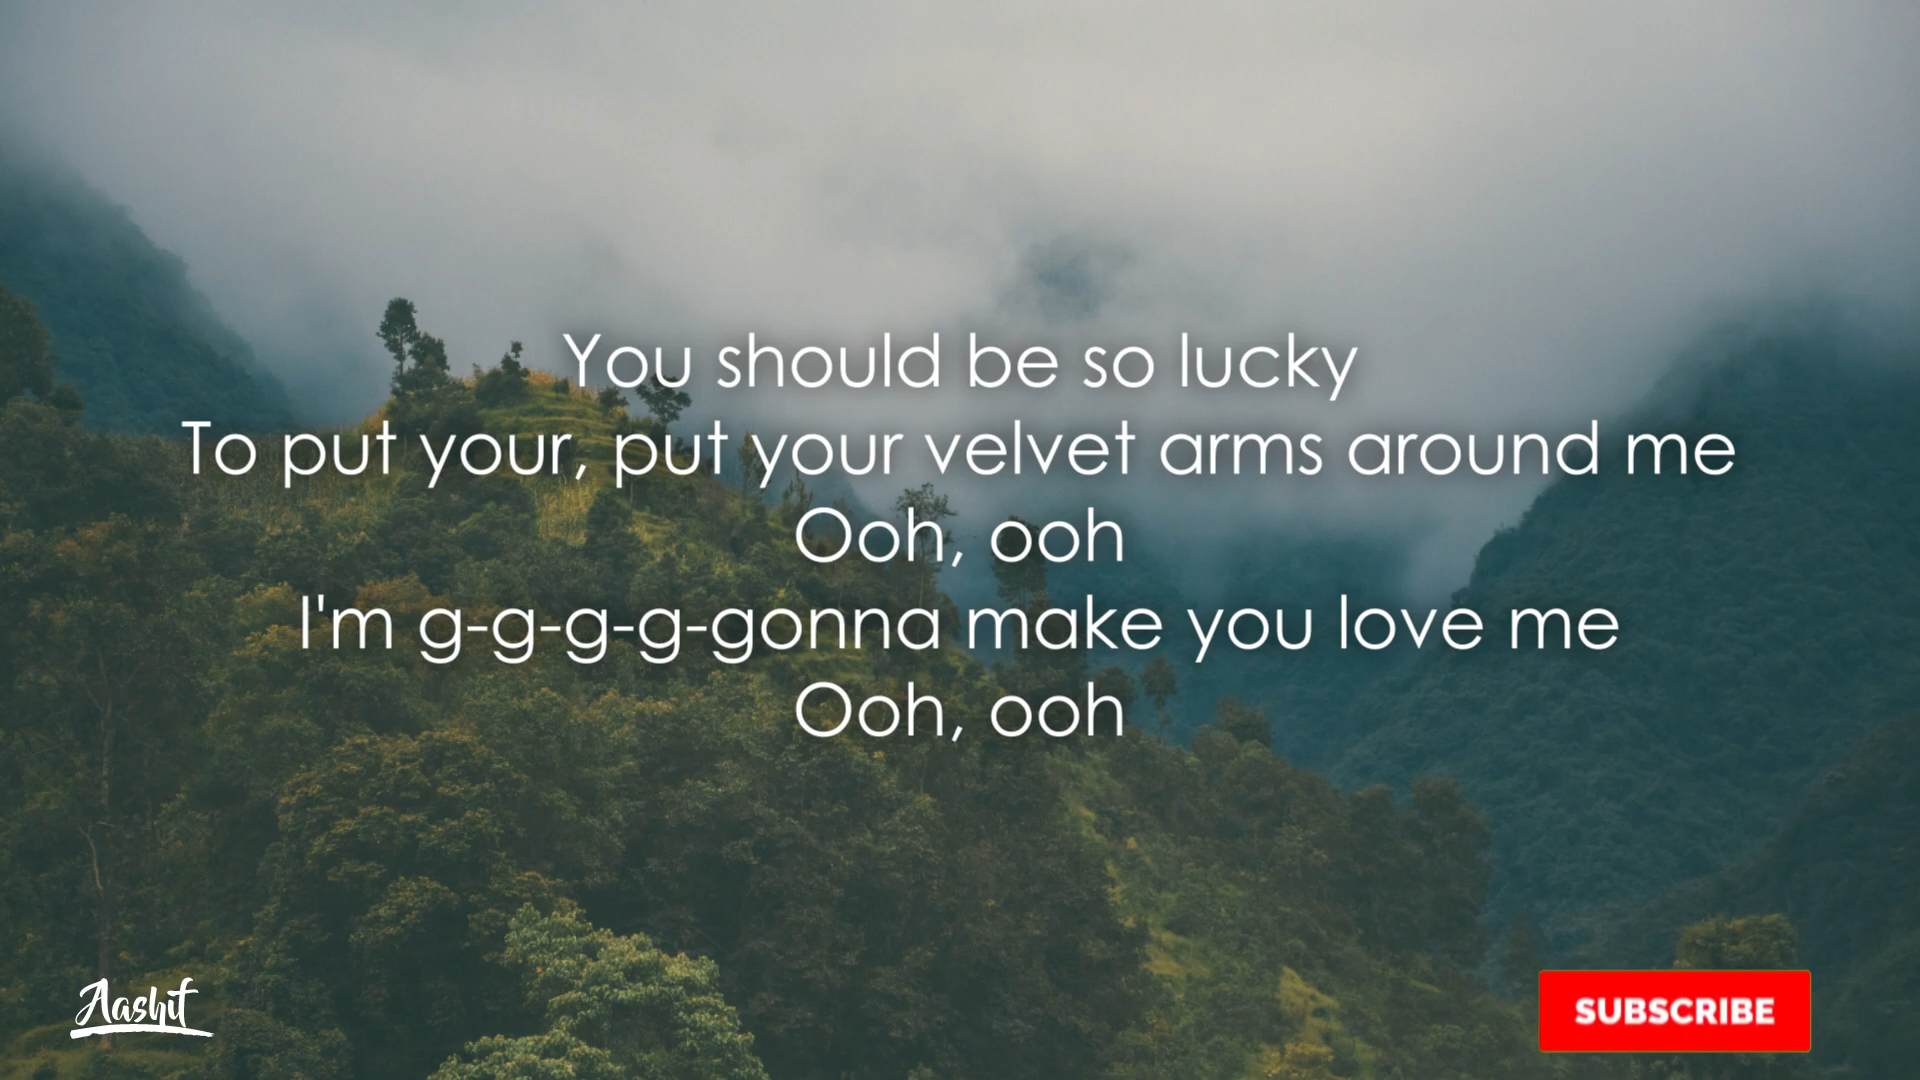 You should be so lucky
To put your, put your velvet arms around me
Ooh, ooh
I'm g-g-g-g-gonna make you love me
Ooh, ooh
Aashif
SUBSCRIBE